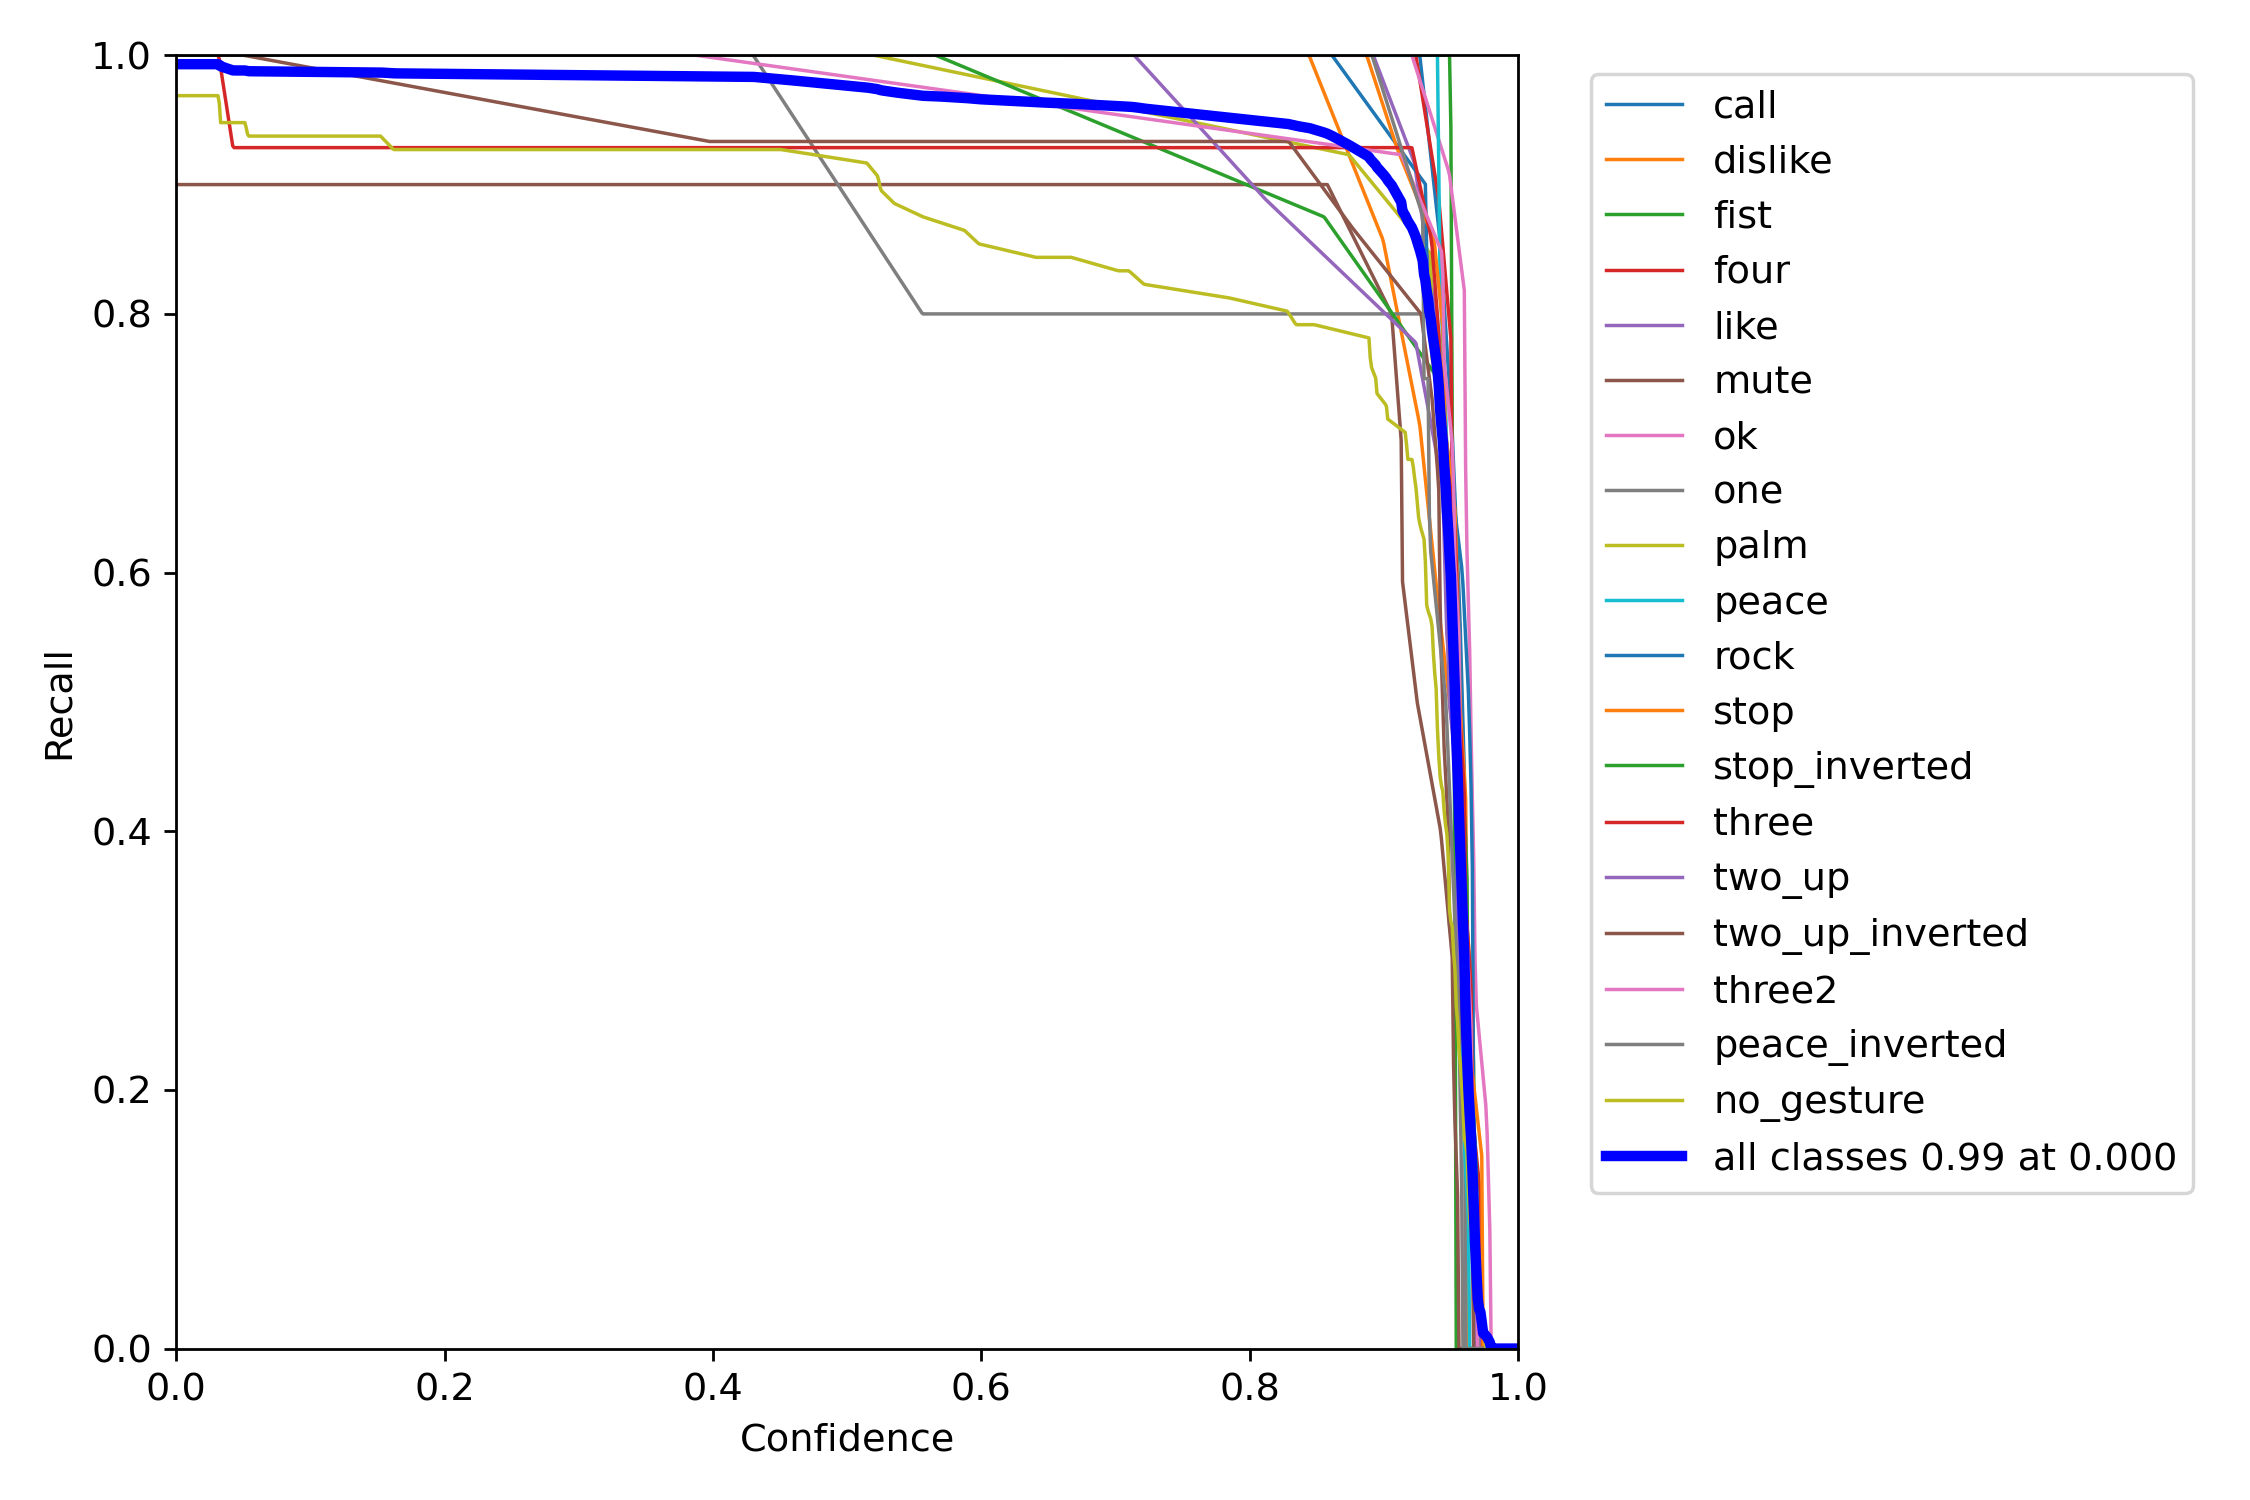 1.0
0.8
0.6
0.4
0.2
0.0
Recall
0.0 0.2 0.4 0.6 0.8 1.0
Confidence
call
dislike
fist
four
like
mute
ok
one
palm
peace
rock
stop
stop_inverted
three
two_up
two_up_inverted
three2
peace_inverted
no_gesture
all classes 0.99 at 0.000